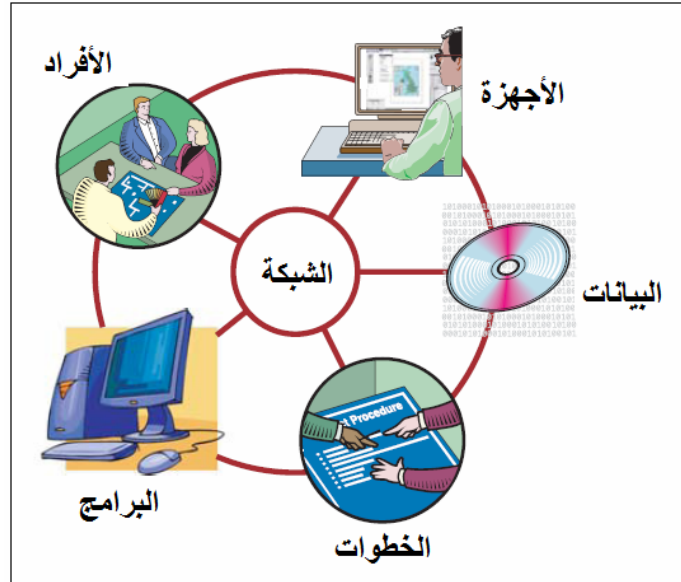 الأجهزة
الأفراد
الشبكة
البيانات
t Procedure
البرامج
الخطوات